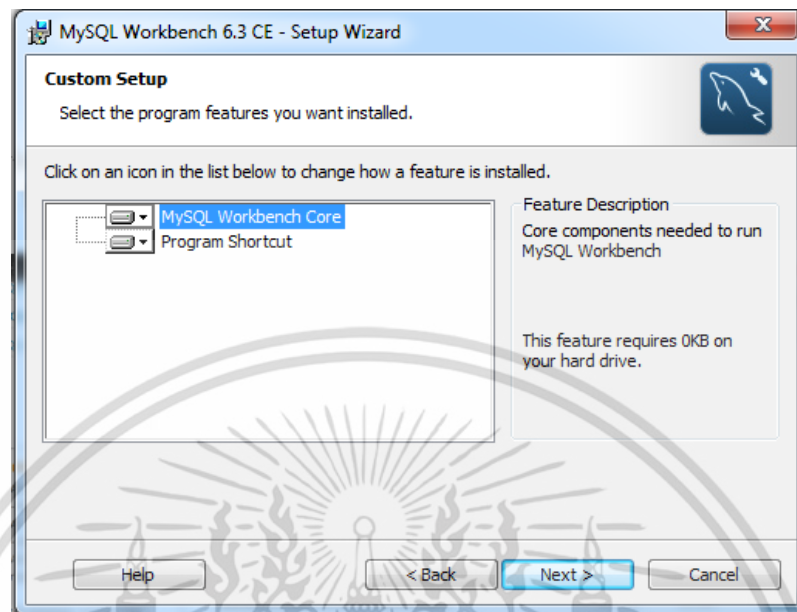 MySQL Workbench 6.3 CE - Setup Wizard
Custom Setup
Select the program features you want installed.
Click on an icon in the list below to change how a feature is installed.
MySQL Workbench Core
Program Shortcut
Feature Description
Core components needed to run
MySQL Workbench
This feature requires 0KB on
your hard drive.
Help
< Back
Next >
Cancel